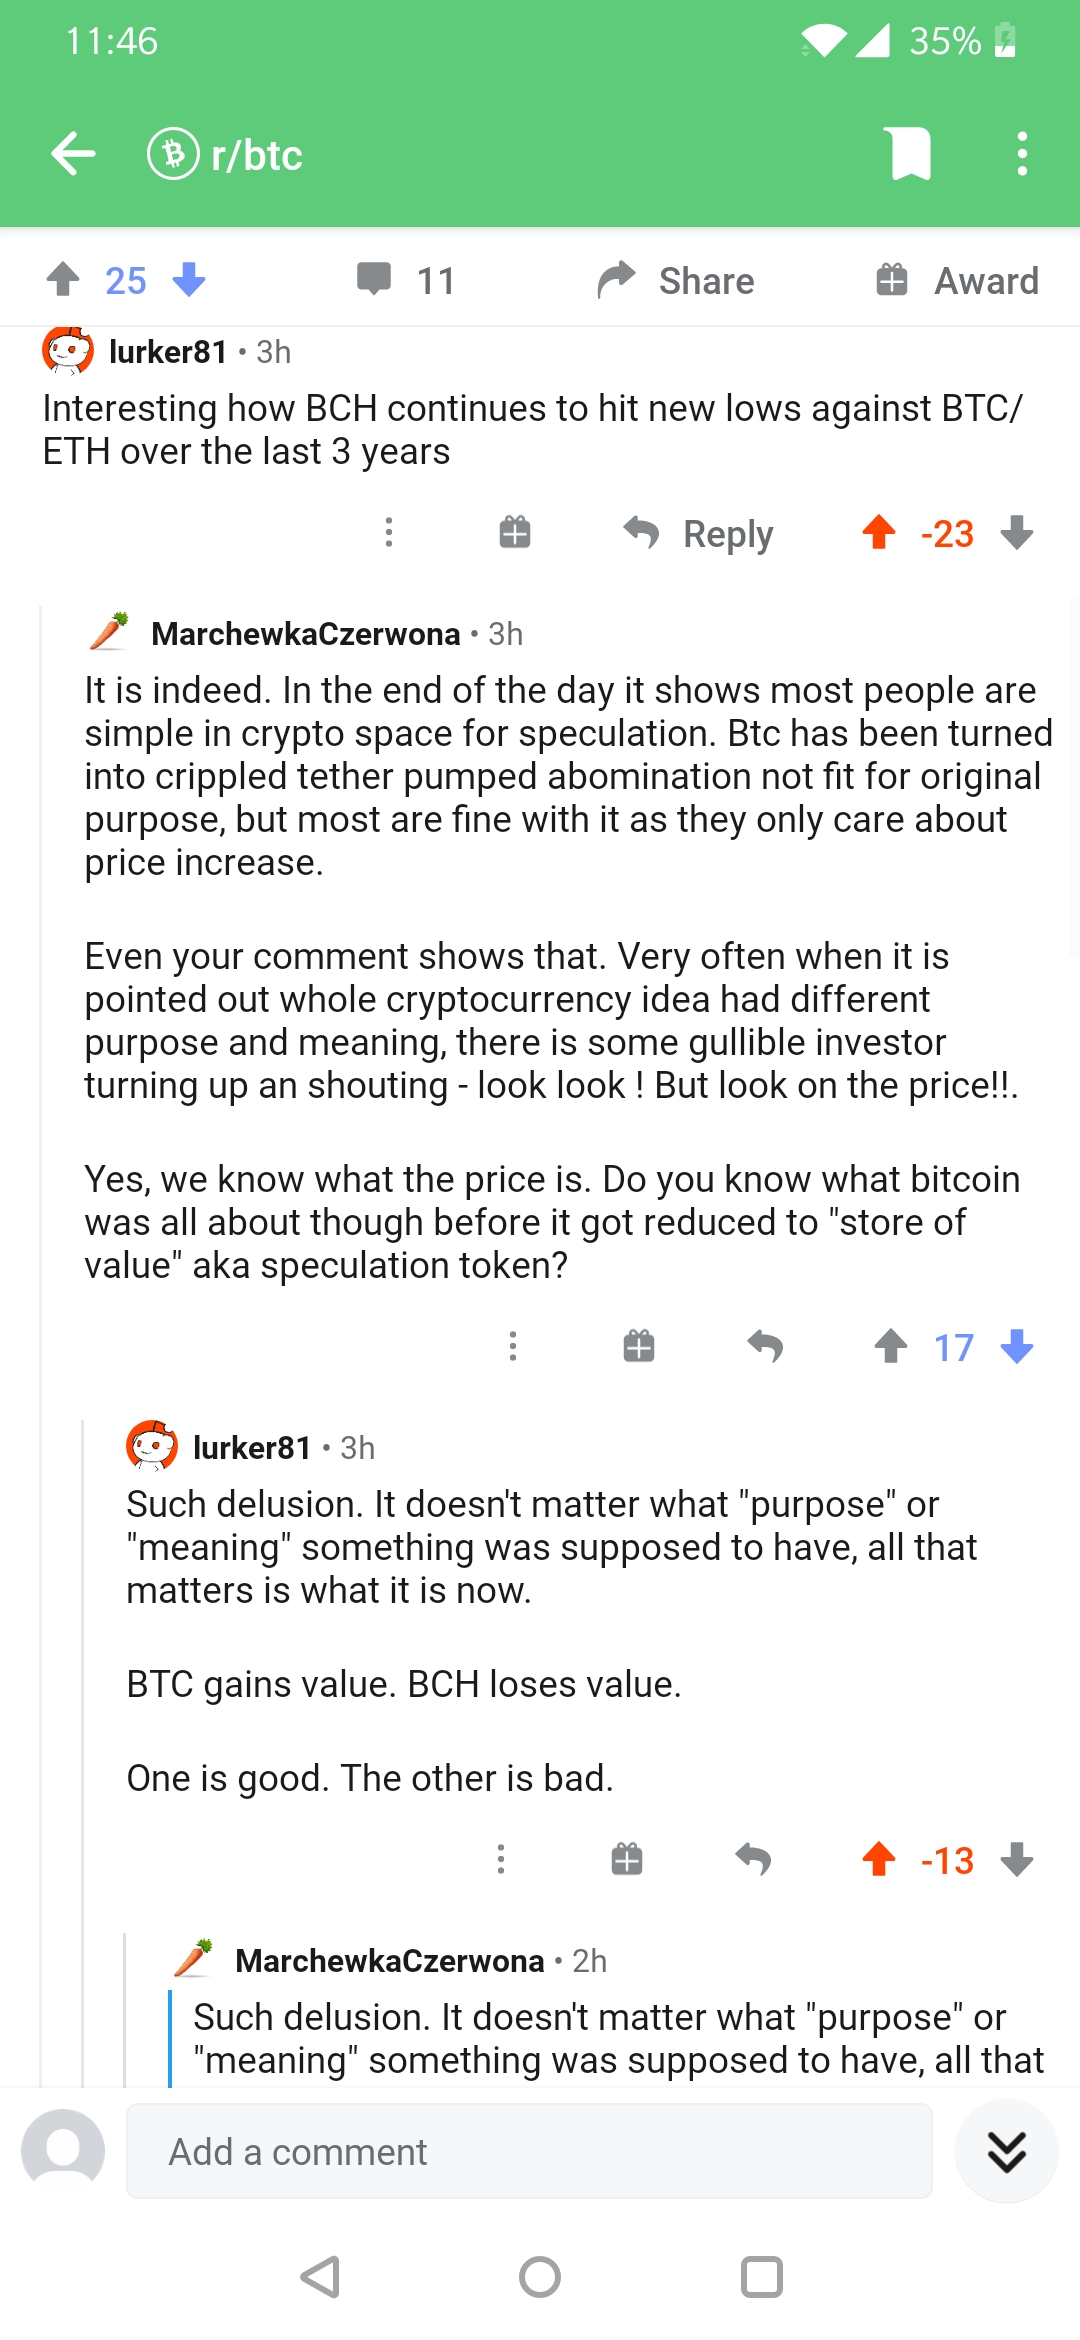 11:46
35%
r/btc
25
11
Share
Award
lurker81 • 3h
Interesting how BCH continues to hit new lows against BTC/
ETH over the last 3 years
Reply
-23
MarchewkaCzerwona • 3h
It is indeed. In the end of the day it shows most people are
simple in crypto space for speculation. Btc has been turned
into crippled tether pumped abomination not fit for original
purpose, but most are fine with it as they only care about
price increase.
Even your comment shows that. Very often when it is
pointed out whole cryptocurrency idea had different
purpose and meaning, there is some gullible investor
turning up an shouting - look look ! But look on the price!!.
Yes, we know what the price is. Do you know what bitcoin
was all about though before it got reduced to "store of
value" aka speculation token?
17
lurker81 • 3h
Such delusion. It doesn't matter what "purpose" or
"meaning" something was supposed to have, all that
matters is what it is now.
BTC gains value. BCH loses value.
One is good. The other is bad.
-13
MarchewkaCzerwona • 2h
Such delusion. It doesn't matter what "purpose" or
"meaning" something was supposed to have, all that
Add a comment